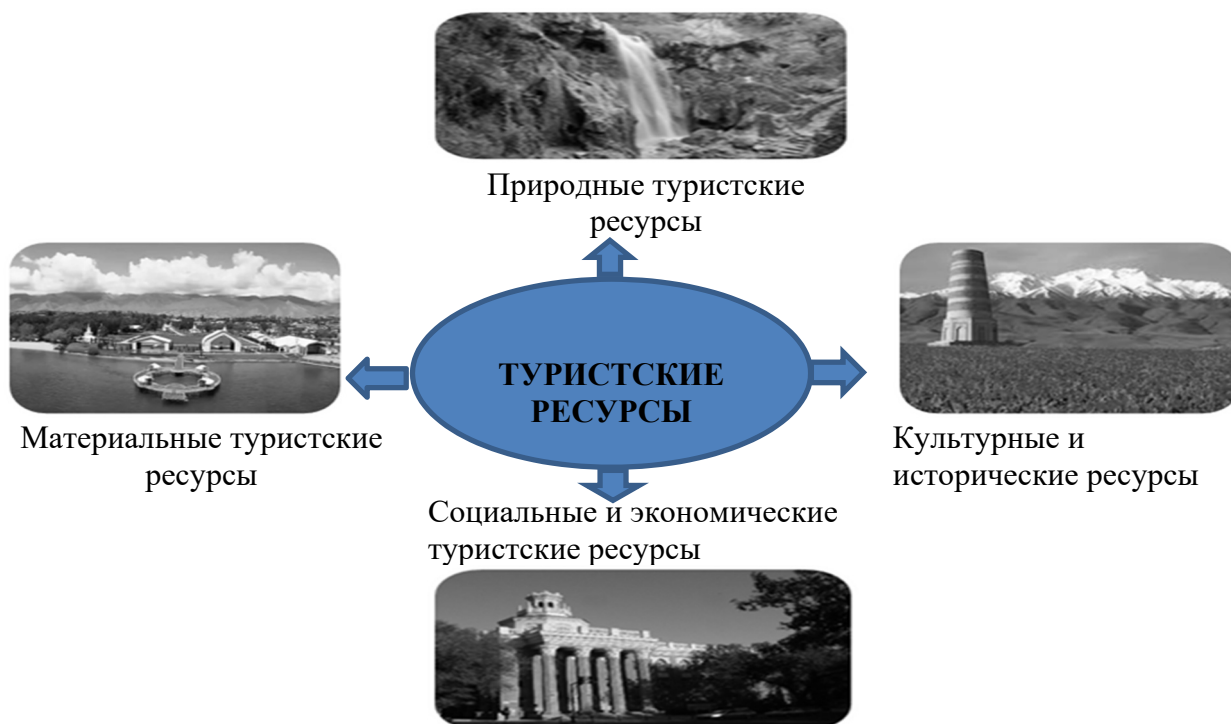 Природные туристские
ресурсы
ТУРИСТСКИЕ
РЕСУРСЫ
Материальные туристские
ресурсы
Культурные и
исторические ресурсы
Социальные и экономические
туристские ресурсы